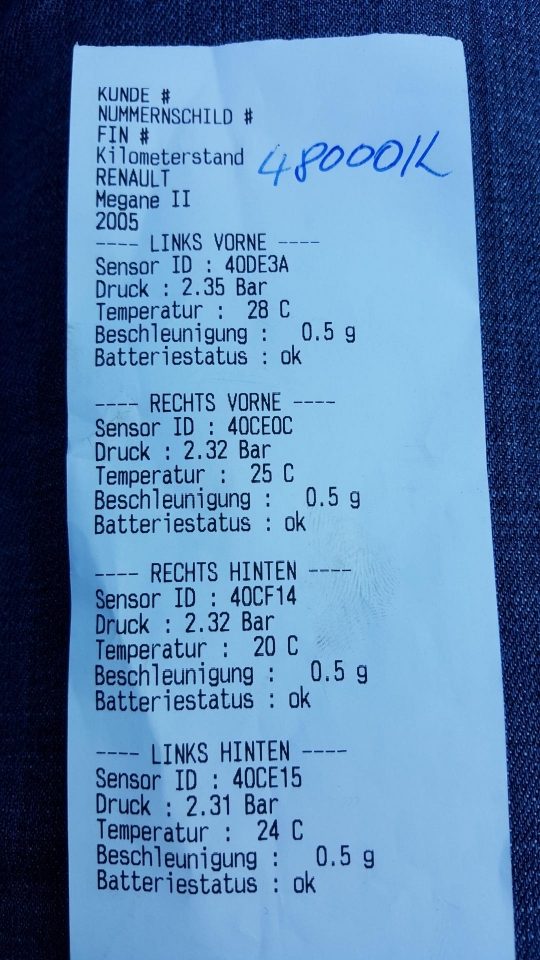 KUNDE #
NUMMERNSCHILD #
FIN #
Kilometerstand 48000/K
RENAULT
Megane II
2005
---- LINKS VORNE ----
Sensor ID : 40DE3A
Druck : 2.35 Bar
Temperatur : 28 C
Beschleunigung : 0.5 g
Batteriestatus : ok
---- RECHTS VORNE ----
Sensor ID : 40CE0C
Druck : 2.32 Bar
Temperatur : 25 C
Beschleunigung : 0.5 g
Batteriestatus : ok
---- RECHTS HINTEN ----
Sensor ID : 40CF14
Druck : 2.32 Bar
Temperatur : 20 C
Beschleunigung : 0.5 g
Batteriestatus : ok
---- LINKS HINTEN ----
Sensor ID : 40CE15
Druck : 2.31 Bar
Temperatur : 24 C
Beschleunigung : 0.5 g
Batteriestatus : ok